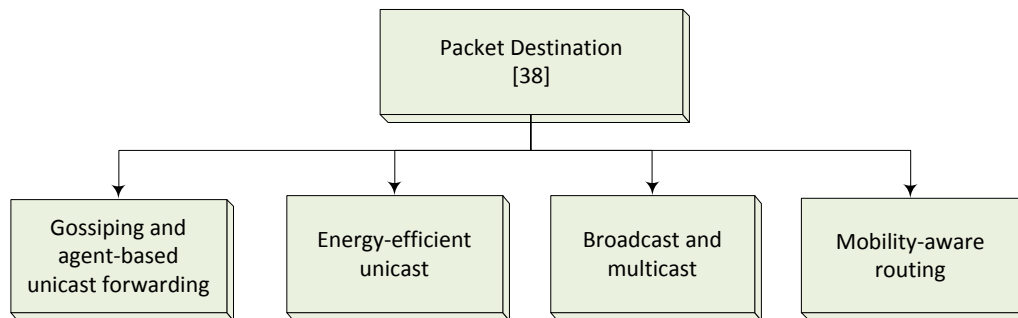 Packet Destination
[38]
Gossiping and
agent-based
unicast forwarding
Energy-efficient
unicast
Broadcast and
multicast
Mobility-aware
routing